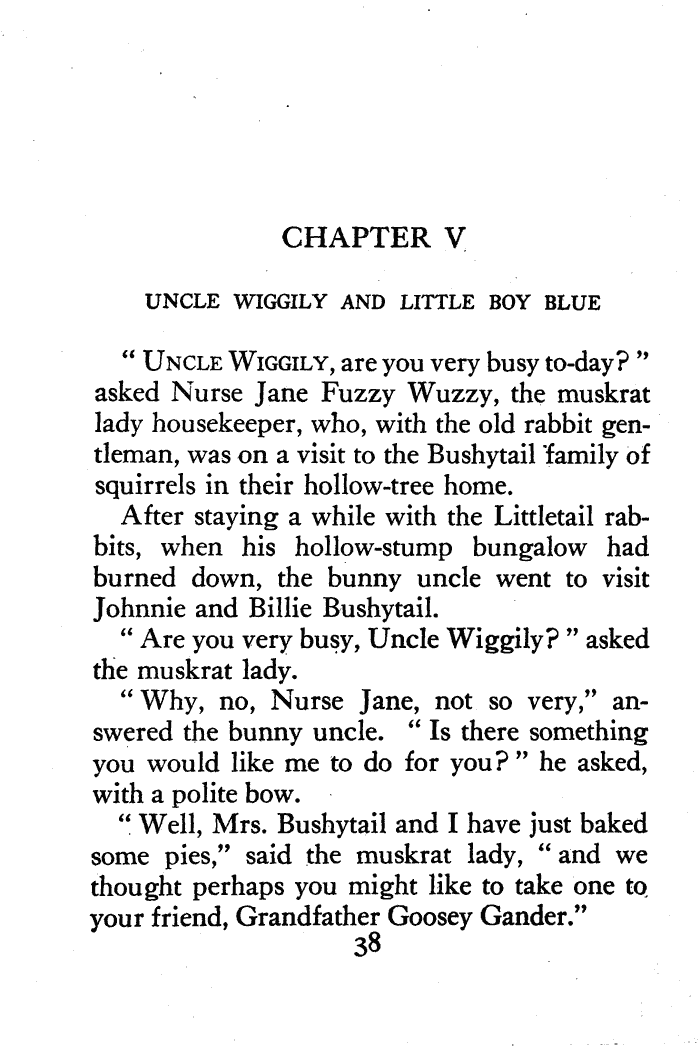 CHAPTER V
UNCLE WIGGILY AND LITTLE BOY BLUE
“ UNCLE WIGGILY, are you very busy to-day? ”
asked Nurse Jane Fuzzy Wuzzy, the muskrat
lady housekeeper, who, with the old rabbit gen-
tleman, was on a visit to the Bushytail family of
squirrels in their hollow-tree home.
After staying a while with the Littletail rab-
bits, when his hollow-stump bungalow had
burned down, the bunny uncle went to visit
Johnnie and Billie Bushytail.
“ Are you very busy, Uncle Wiggily? ” asked
the muskrat lady.
“ Why, no, Nurse Jane, not so very,” an-
swered the bunny uncle. “ Is there something
you would like me to do for you? ” he asked,
with a polite bow.
“ Well, Mrs. Bushytail and I have just baked
some pies,” said the muskrat lady, “ and we
thought perhaps you might like to take one to
your friend, Grandfather Goosey Gander.”
38